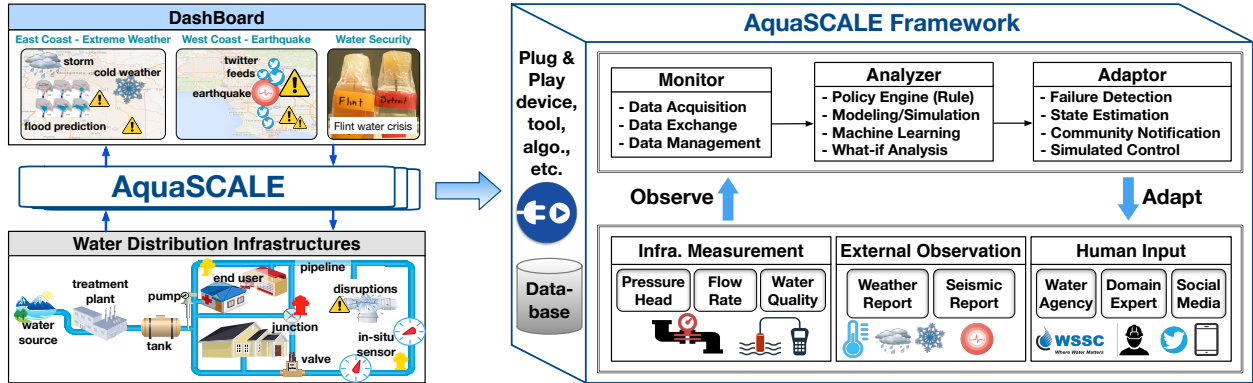 DashBoard
East Coast - Extreme Weather
West Coast - Earthquake
Water Security
storm
cold weather
flood prediction
twitter
feeds
earthquake
Flint
Detroit
Flint water crisis
AquaSCALE
Water Distribution Infrastructures
water
source
treatment
plant
tank
pump
end user
pipeline
disruptions
junction
valve
in-situ
sensor
AquaSCALE Framework
Plug &
Play
device,
tool,
algo.,
etc.
Data-
base
Monitor
- Data Acquisition
- Data Exchange
- Data Management
Analyzer
- Policy Engine (Rule)
- Modeling/Simulation
- Machine Learning
- What-if Analysis
Adaptor
- Failure Detection
- State Estimation
- Community Notification
- Simulated Control
Observe
Adapt
Infra. Measurement
Pressure
Head
Flow
Rate
Water
Quality
External Observation
Weather
Report
Seismic
Report
Human Input
Water
Agency
Domain
Expert
Social
Media
WSSC
Where Water Matters